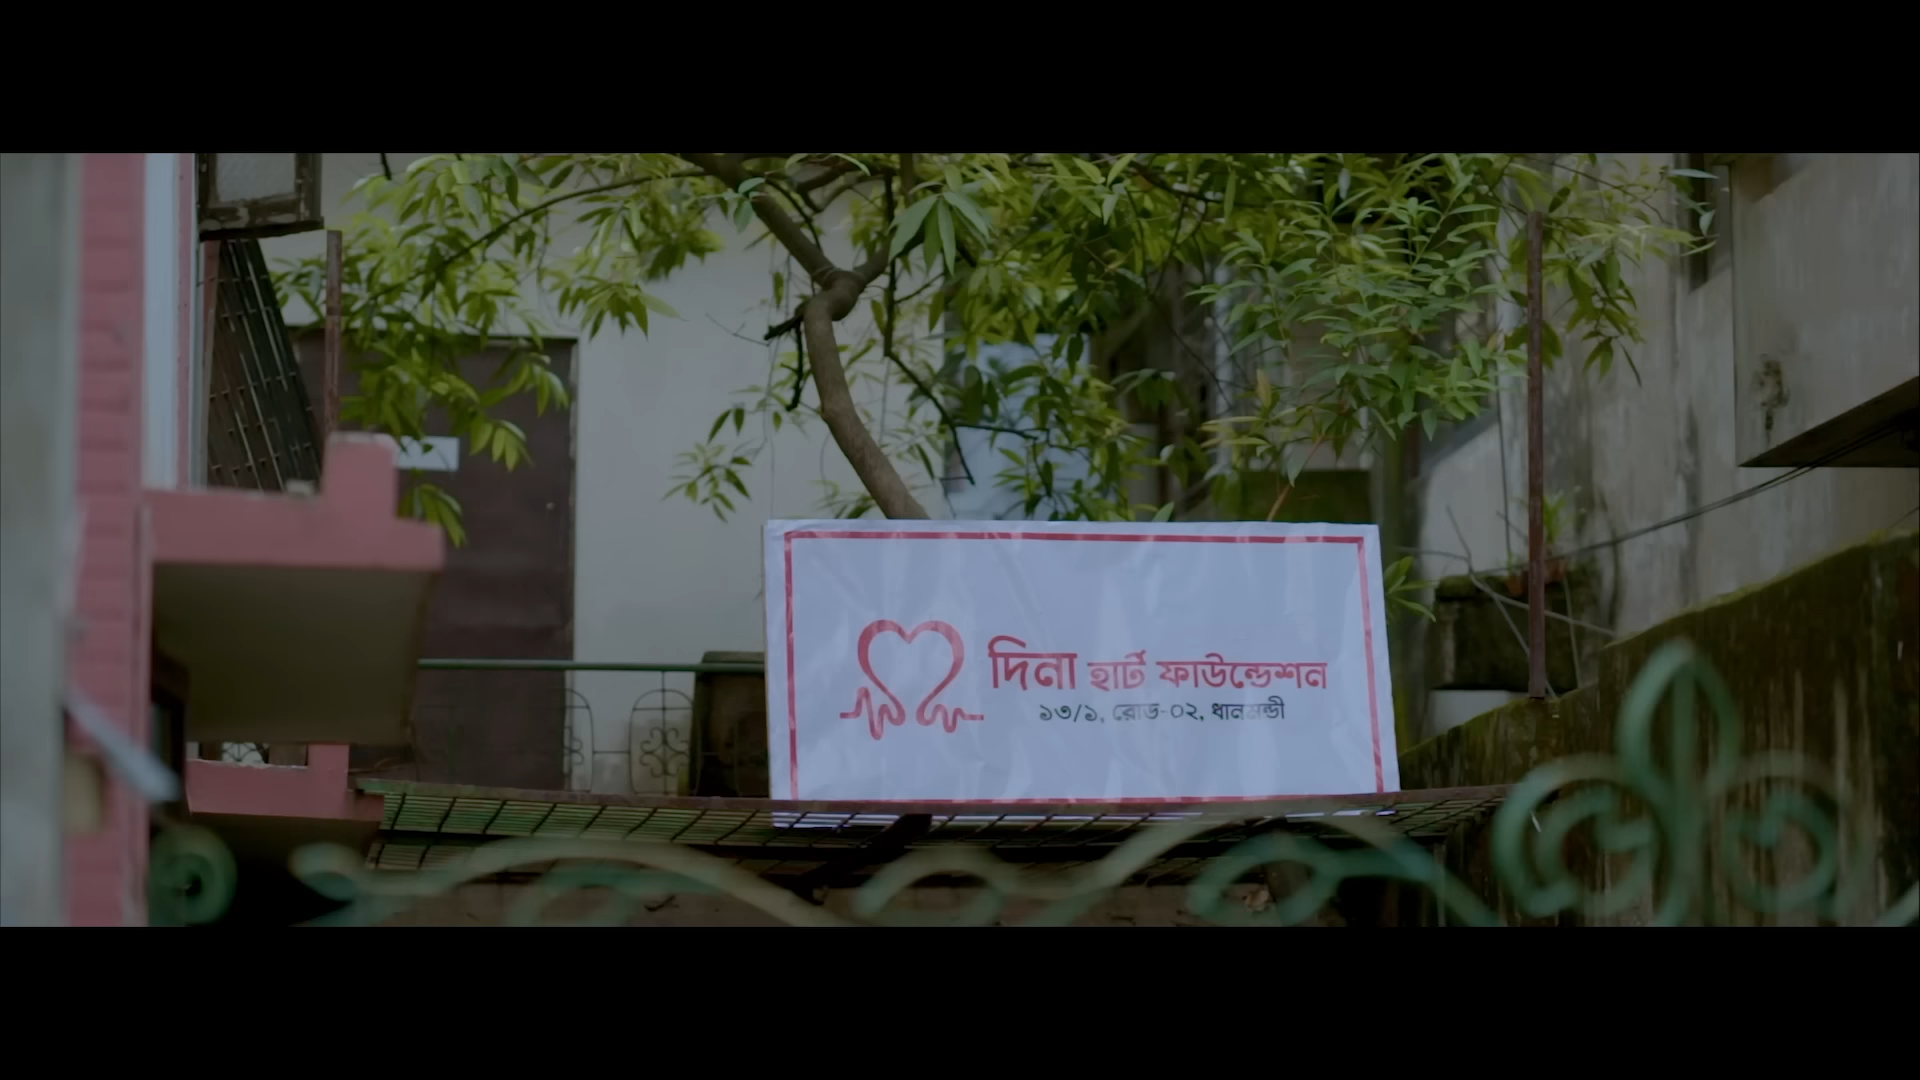 দিনা হার্ট ফাউন্ডেশন
১৩/১, রোড-০২, ধানমন্ডী